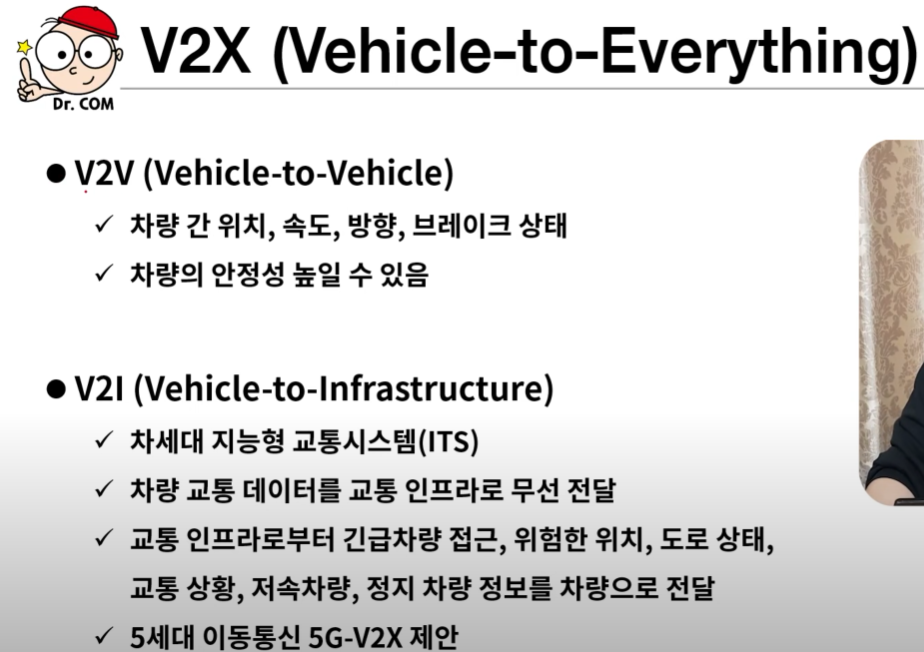 V2X (Vehicle-to-Everything)
Dr. COM
● V2V (Vehicle-to-Vehicle)
✓ 차량 간 위치, 속도, 방향, 브레이크 상태
✓ 차량의 안정성 높일 수 있음
● V2I (Vehicle-to-Infrastructure)
✓ 차세대 지능형 교통시스템(ITS)
✓ 차량 교통 데이터를 교통 인프라로 무선 전달
✓ 교통 인프라로부터 긴급차량 접근, 위험한 위치, 도로 상태,
교통 상황, 저속차량, 정지 차량 정보를 차량으로 전달
✓ 5세대 이동통신 5G-V2X 제안